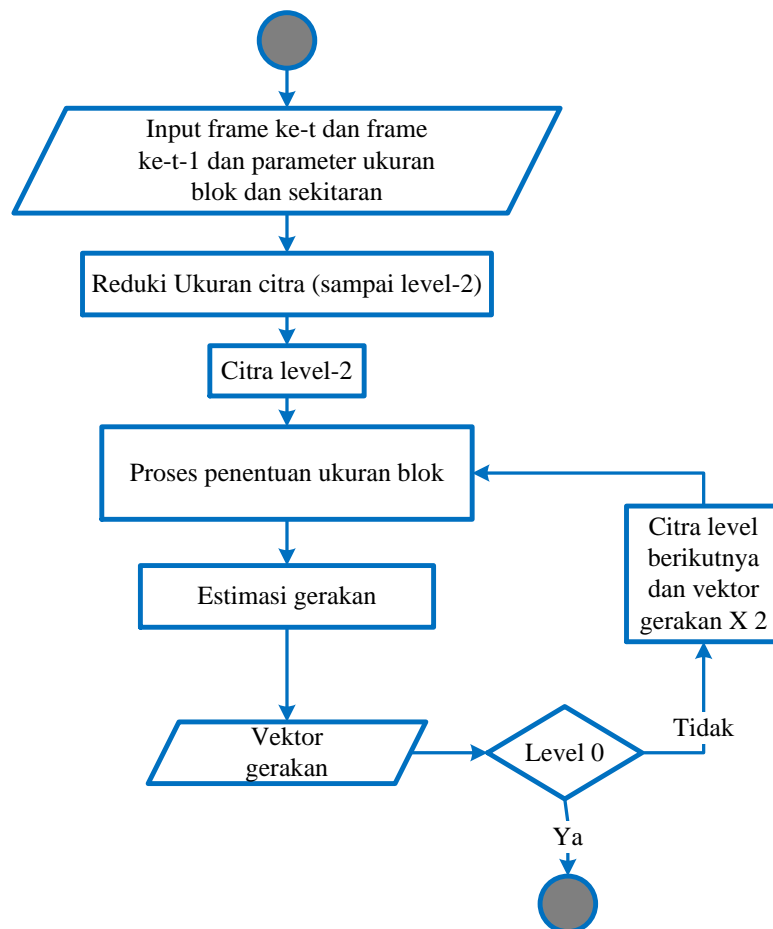 Input frame ke-t dan frame
ke-t-1 dan parameter ukuran
blok dan sekitaran
Reduki Ukuran citra (sampai level-2)
Citra level-2
Proses penentuan ukuran blok
Estimasi gerakan
Vektor
gerakan
Level 0
Tidak
Citra level
berikutnya
dan vektor
gerakan X 2
Ya